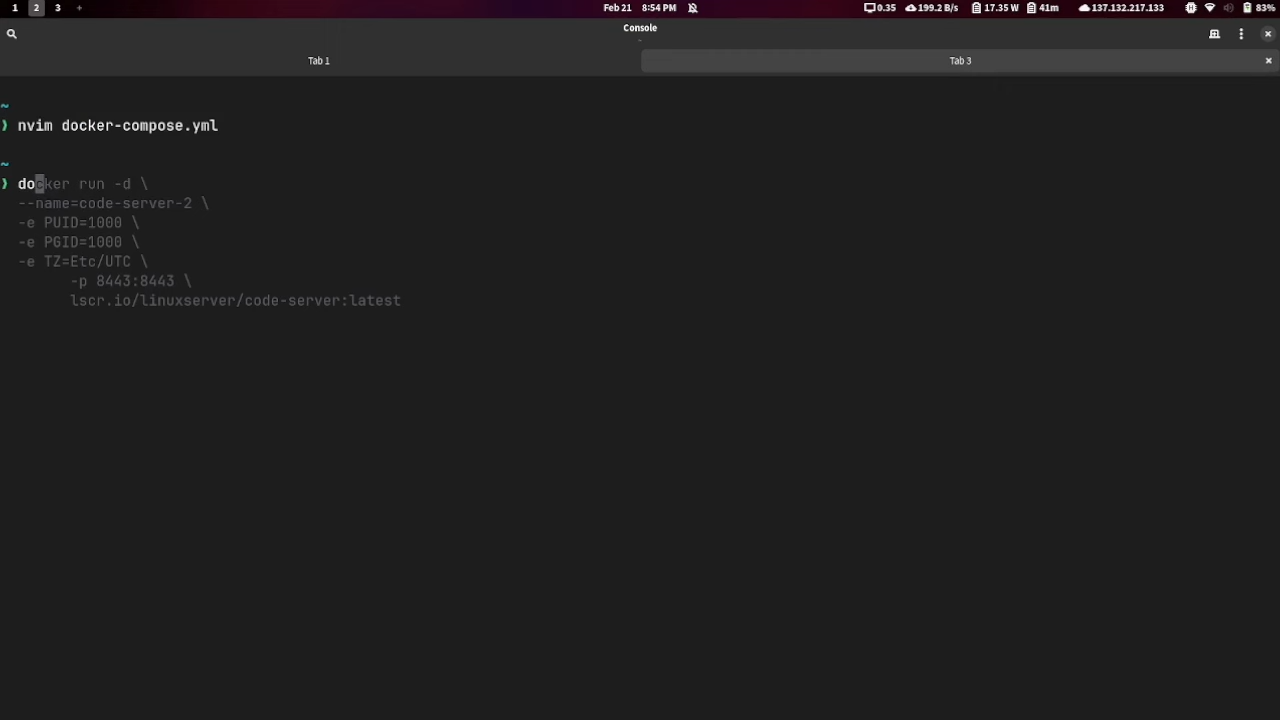 1 2 3 + Feb 21 8:54 PM 0.35 199.2 B/s 17.35 W 41m 137.132.217.133 83%
Console
~
Tab 1 Tab 3
~
❯ nvim docker-compose.yml
~
❯ docker run -d \
--name=code-server-2 \
-e PUID=1000 \
-e PGID=1000 \
-e TZ=Etc/UTC \
-p 8443:8443 \
lscr.io/linuxserver/code-server:latest